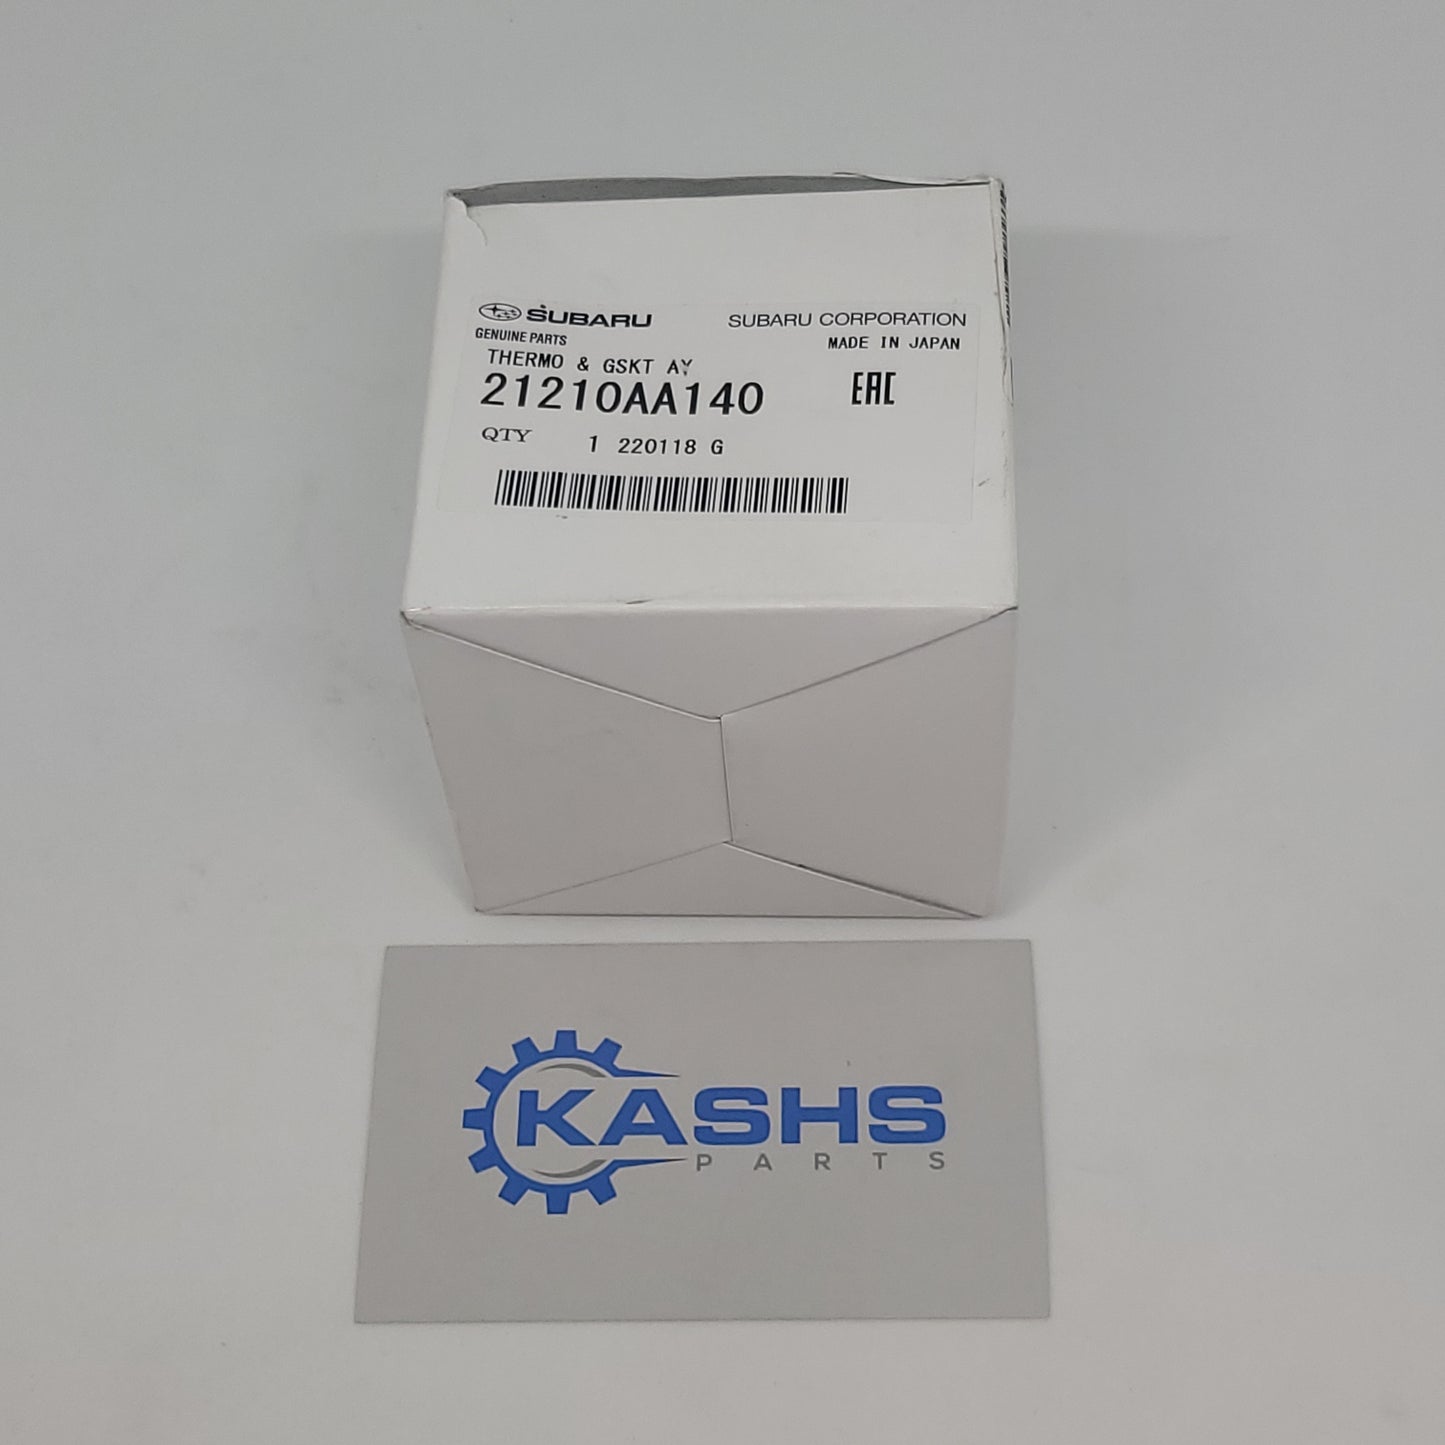 SUBARU
SUBARU CORPORATION
GENUINE PARTS
MADE IN JAPAN
THERMO & GSKT AY
21210AA140
EAC
QTY 1 220118 G
KASHS
PARTS